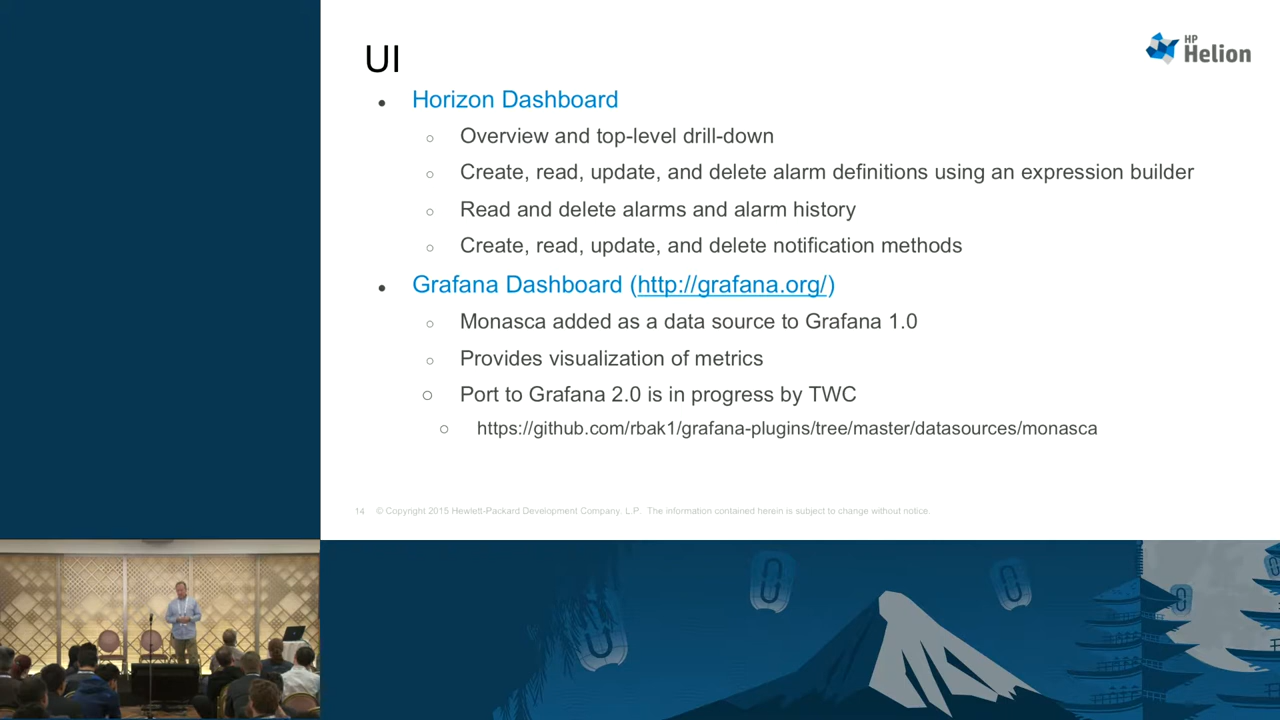 UI
HP
Helion
Horizon Dashboard
Overview and top-level drill-down
Create, read, update, and delete alarm definitions using an expression builder
Read and delete alarms and alarm history
Create, read, update, and delete notification methods
Grafana Dashboard (http://grafana.org/)
Monasca added as a data source to Grafana 1.0
Provides visualization of metrics
Port to Grafana 2.0 is in progress by TWC
https://github.com/rbak1/grafana-plugins/tree/master/datasources/monasca
14 © Copyright 2015 Hewlett-Packard Development Company, L.P. The information contained herein is subject to change without notice.